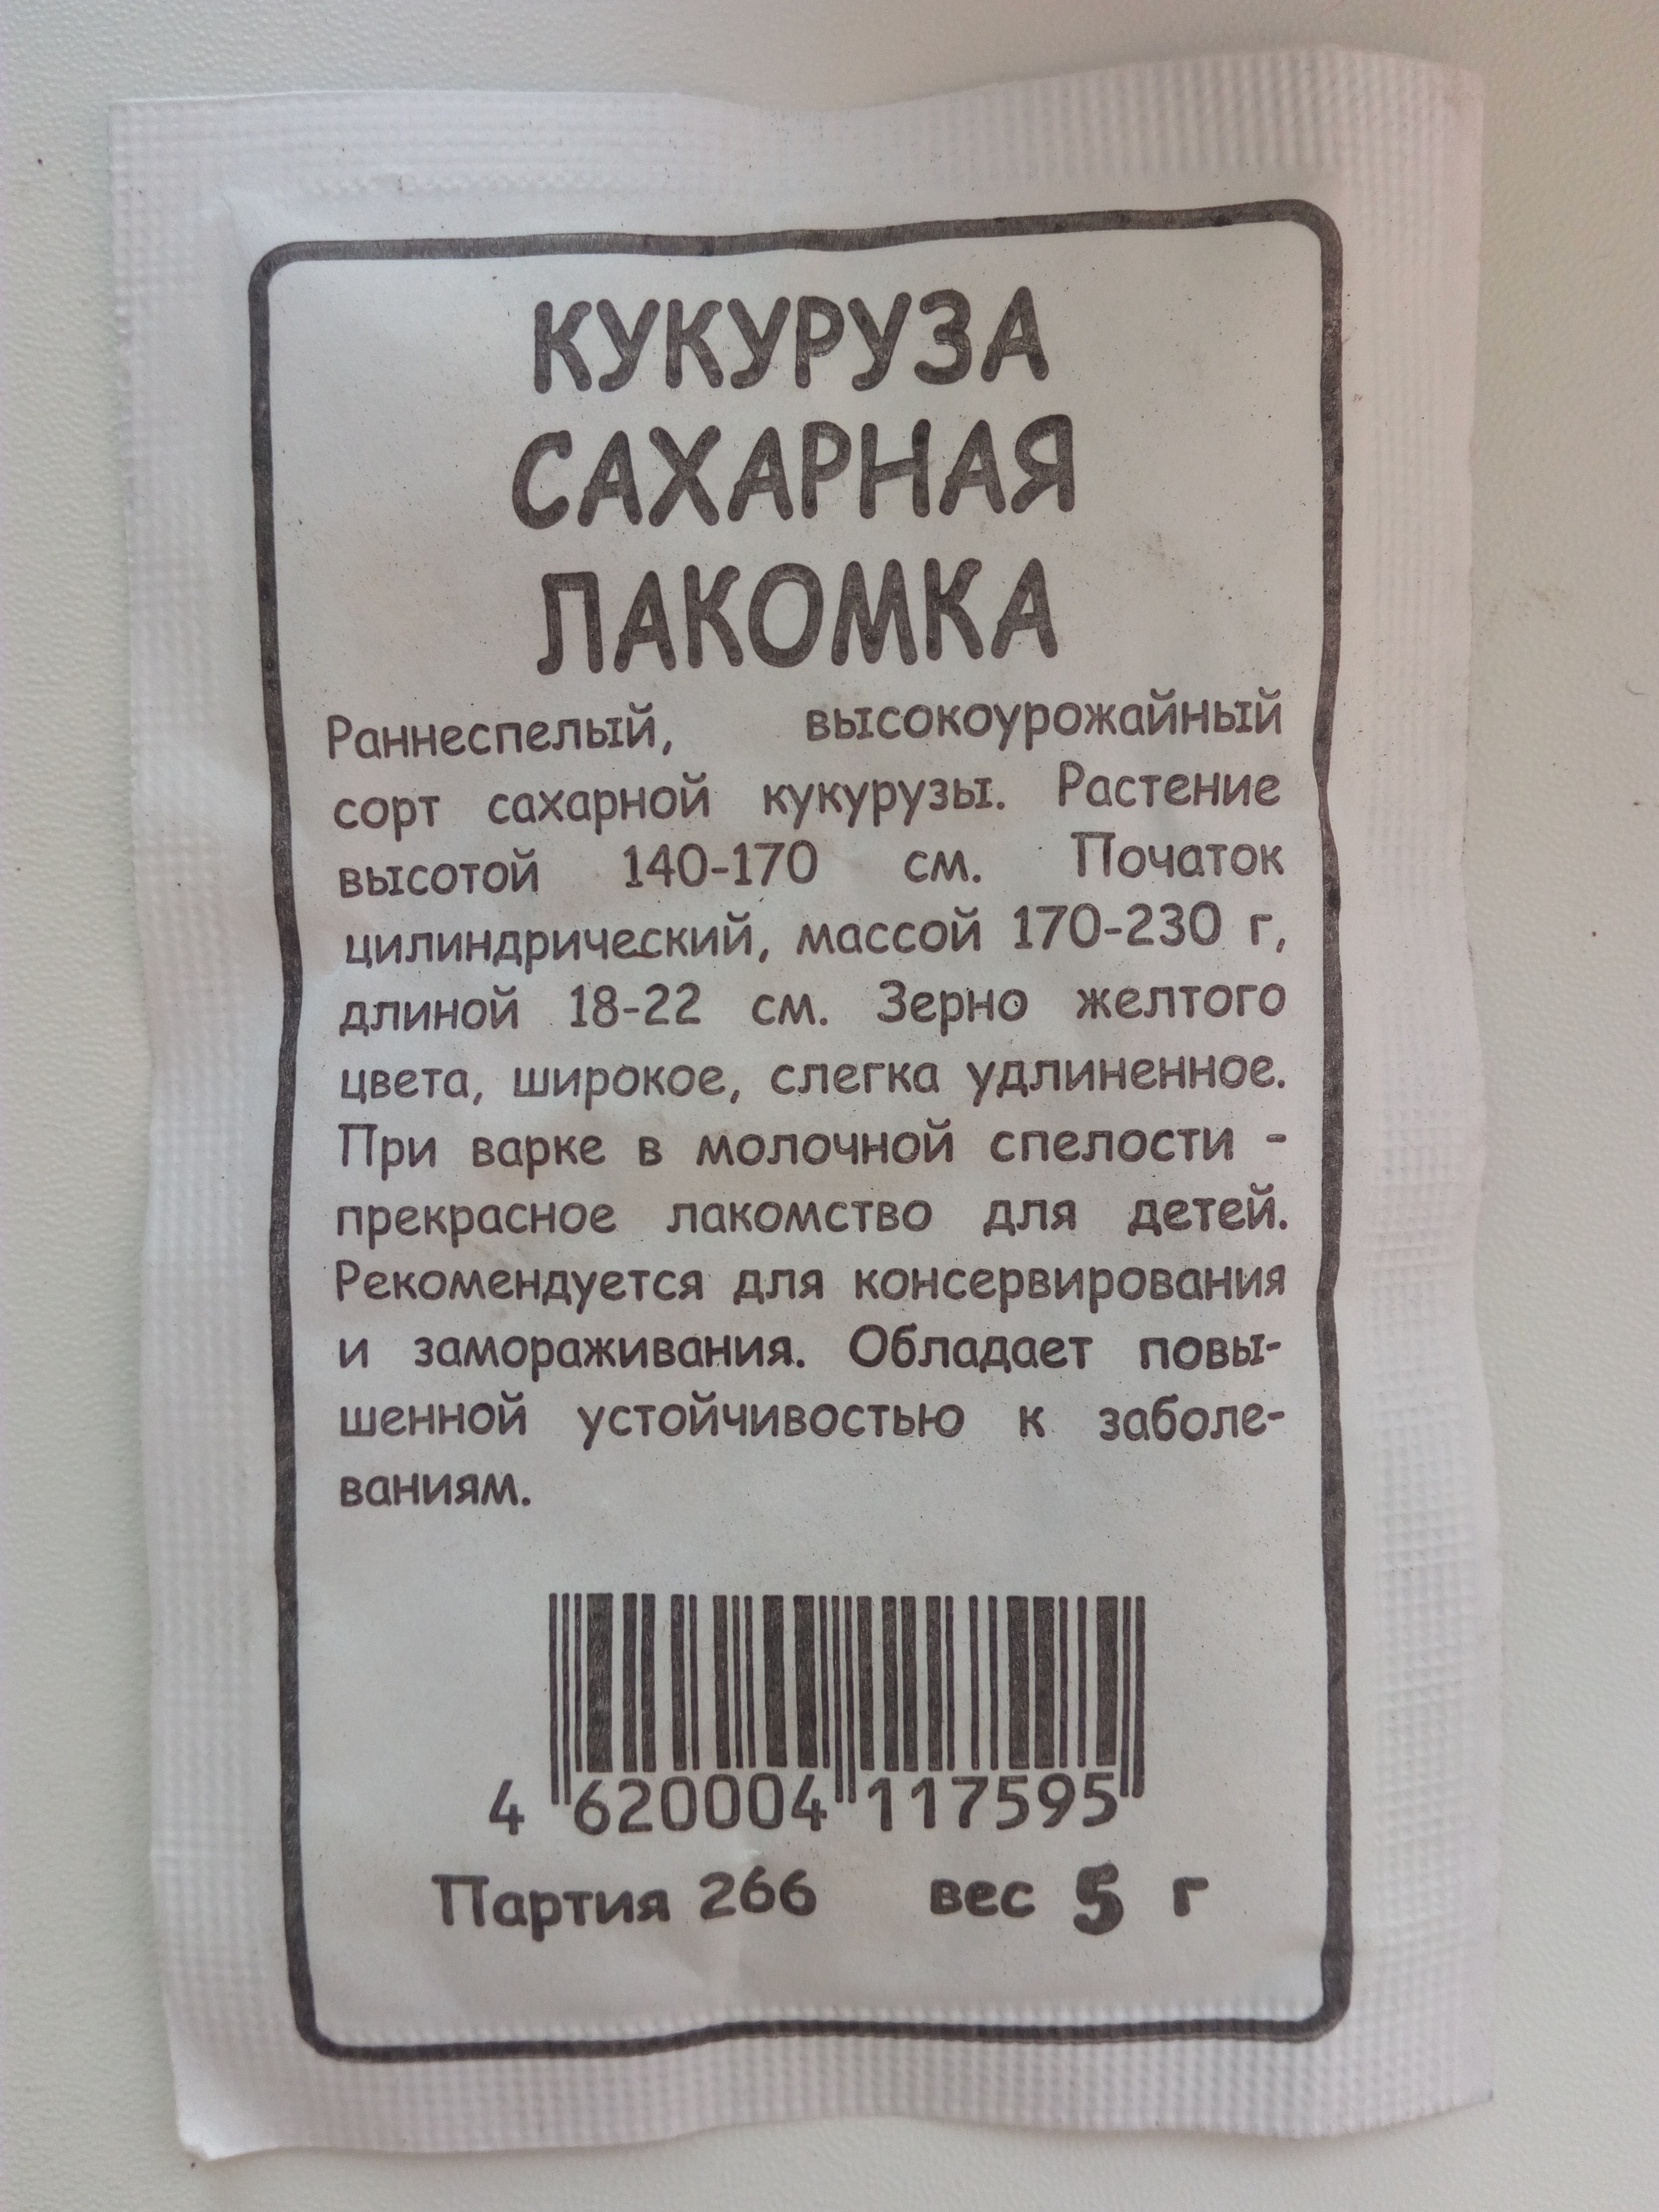 КУКУРУЗА
САХАРНАЯ
ЛАКОМКА
Раннеспелый, высокоурожайный
сорт сахарной кукурузы. Растение
высотой 140-170 см. Початок
цилиндрический, массой 170-230 г,
длиной 18-22 см. Зерно желтого
цвета, широкое, слегка удлиненное.
При варке в молочной спелости -
прекрасное лакомство для детей.
Рекомендуется для консервирования
и замораживания. Обладает повы-
шенной устойчивостью к заболе-
ваниям.
4 620004 117595
Партия 266 вес 5 г